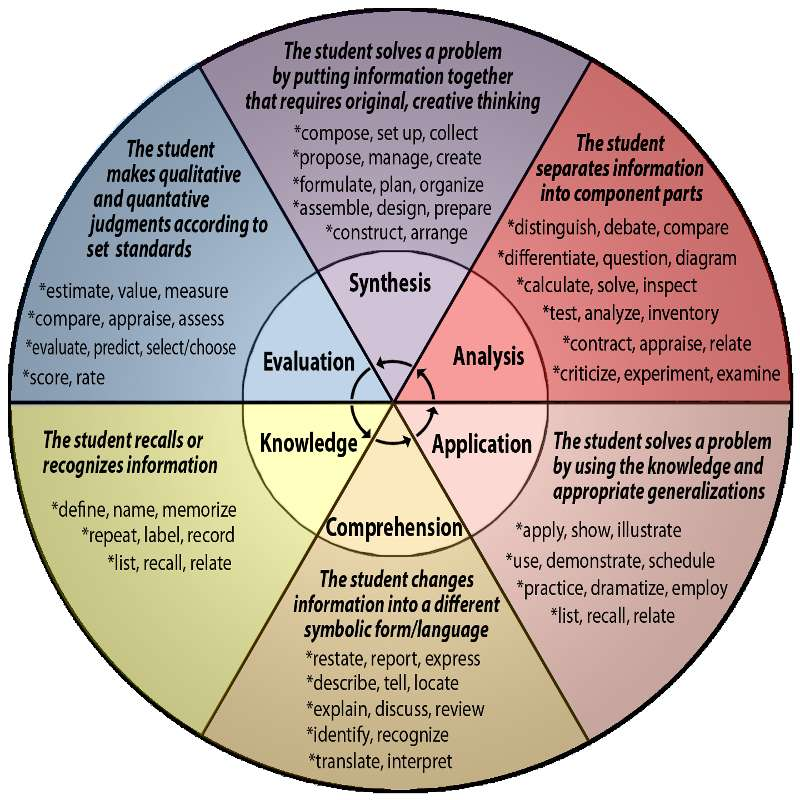 The student solves a problem
by putting information together
that requires original, creative thinking
*compose, set up, collect
*propose, manage, create
*formulate, plan, organize
*assemble, design, prepare
*construct, arrange
Synthesis
The student
separates information
into component parts
*distinguish, debate, compare
*differentiate, question, diagram
*calculate, solve, inspect
*test, analyze, inventory
*contract, appraise, relate
*criticize, experiment, examine
Analysis
The student solves a problem
by using the knowledge and
appropriate generalizations
*apply, show, illustrate
*use, demonstrate, schedule
*practice, dramatize, employ
*list, recall, relate
Application
Comprehension
The student changes
information into a different
symbolic form/language
*restate, report, express
*describe, tell, locate
*explain, discuss, review
*identify, recognize
*translate, interpret
Knowledge
The student recalls or
recognizes information
*define, name, memorize
*repeat, label, record
*list, recall, relate
The student
makes qualitative
and quantative
judgments according to
set standards
*estimate, value, measure
*compare, appraise, assess
*evaluate, predict, select/choose
*score, rate
Evaluation